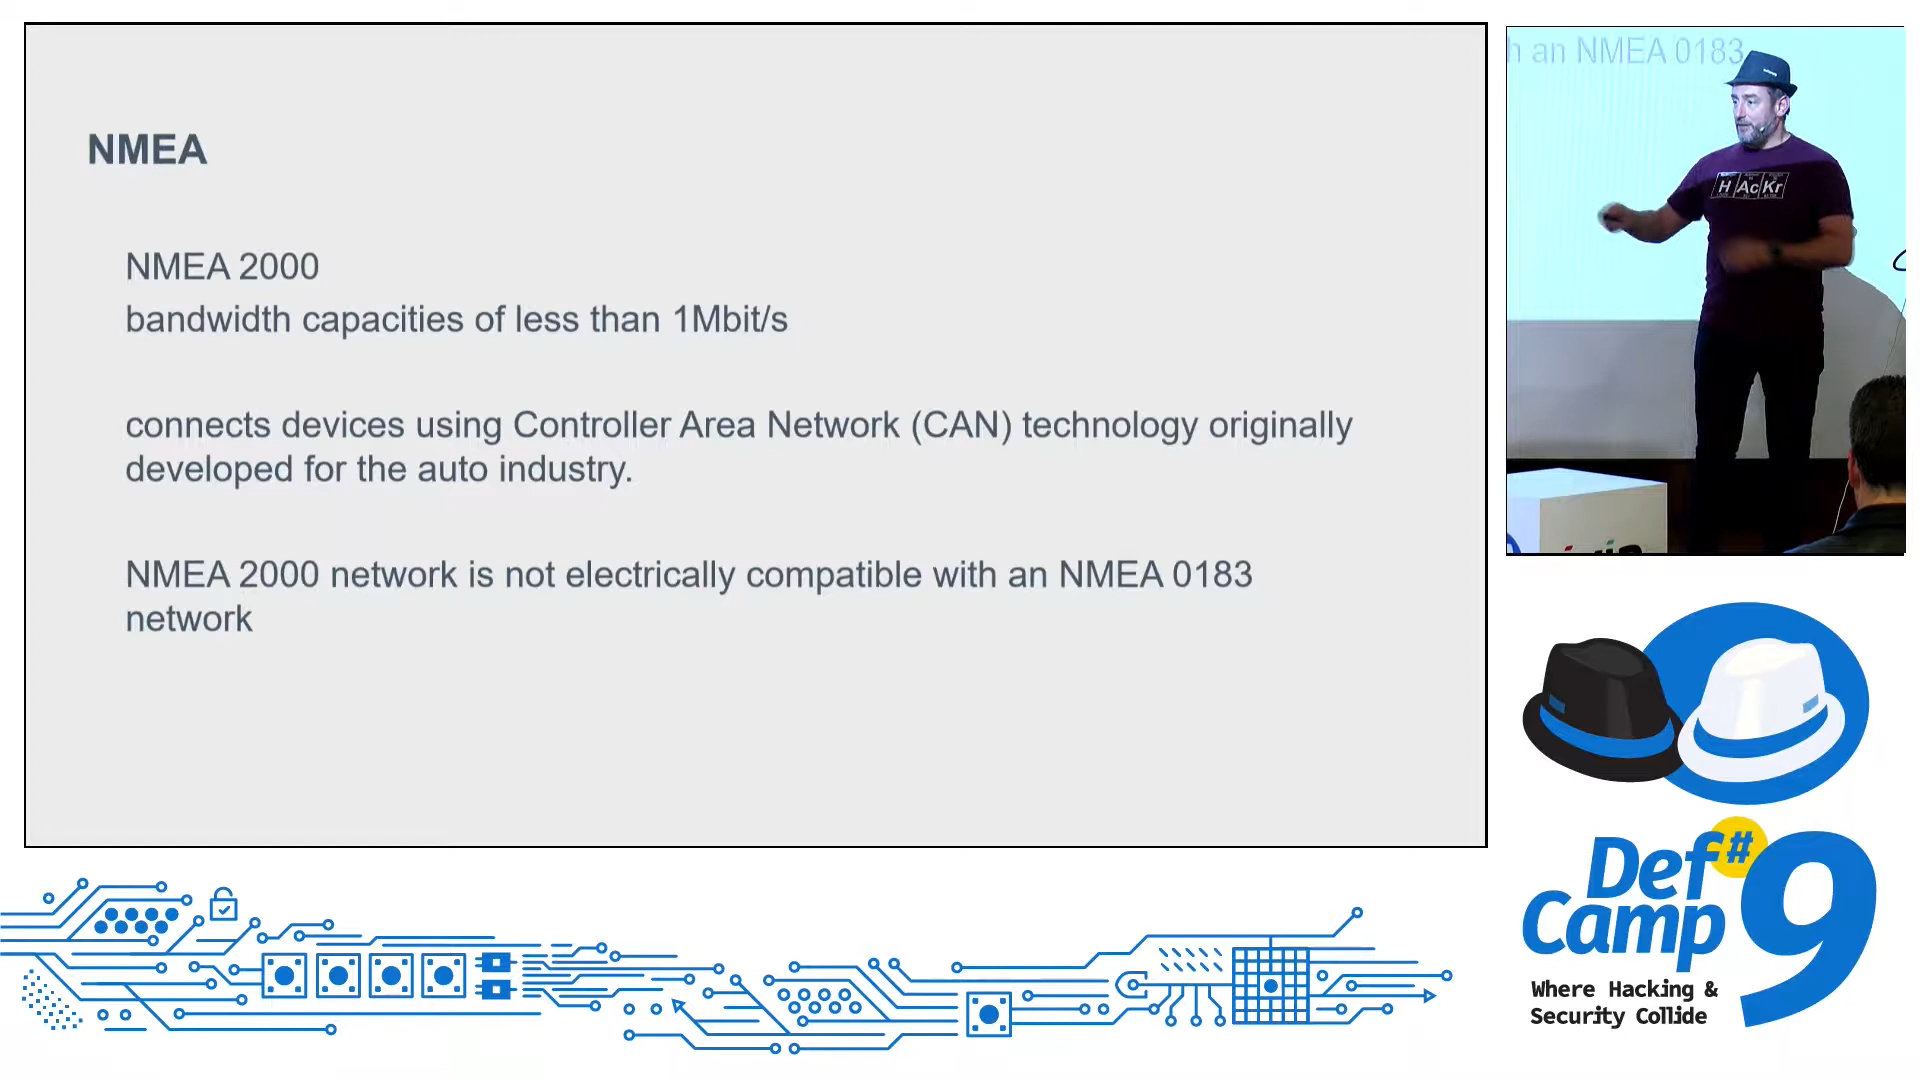 NMEA
NMEA 2000
bandwidth capacities of less than 1Mbit/s
connects devices using Controller Area Network (CAN) technology originally
developed for the auto industry.
NMEA 2000 network is not electrically compatible with an NMEA 0183
network
h an NMEA 0183
H Ac Kr
Def
Camp
#
9
Where Hacking &
Security Collide